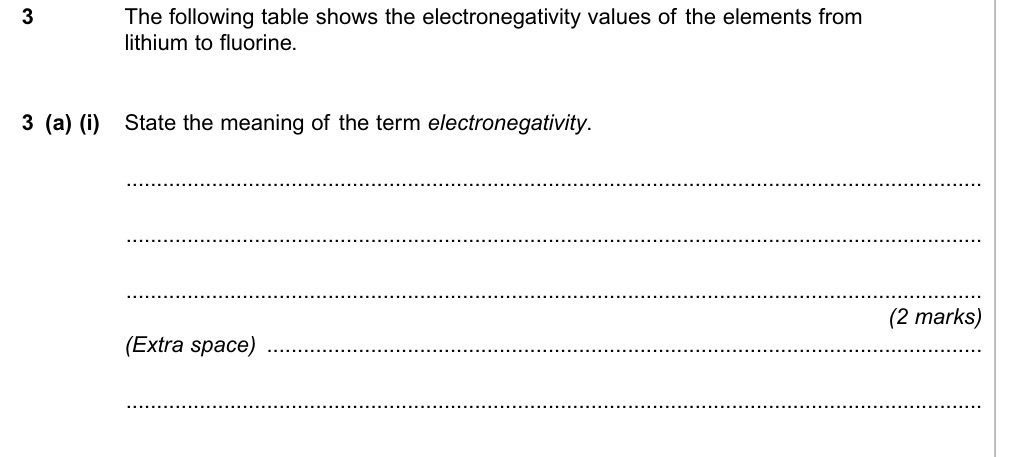 3 The following table shows the electronegativity values of the elements from
lithium to fluorine.
3 (a) (i) State the meaning of the term electronegativity.
(2 marks)
(Extra space)